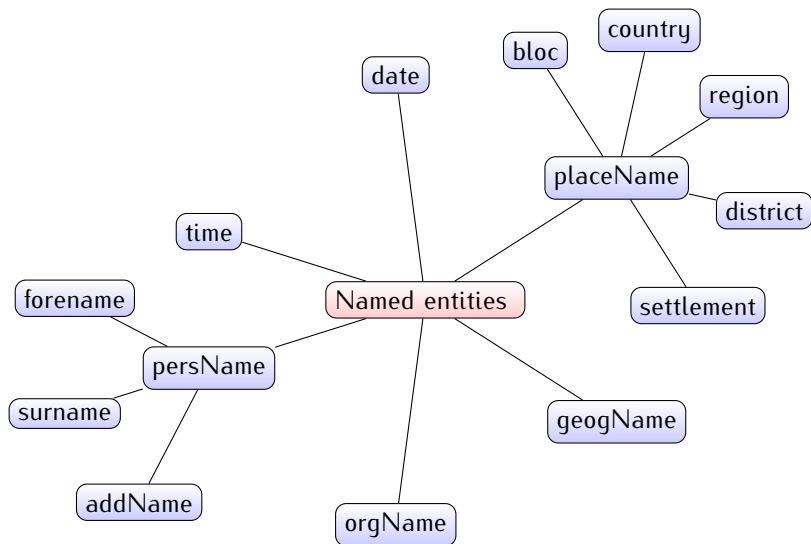 country
bloc
date
region
placeName
district
time
forename
Named entities
settlement
persName
surname
geogName
addName
orgName